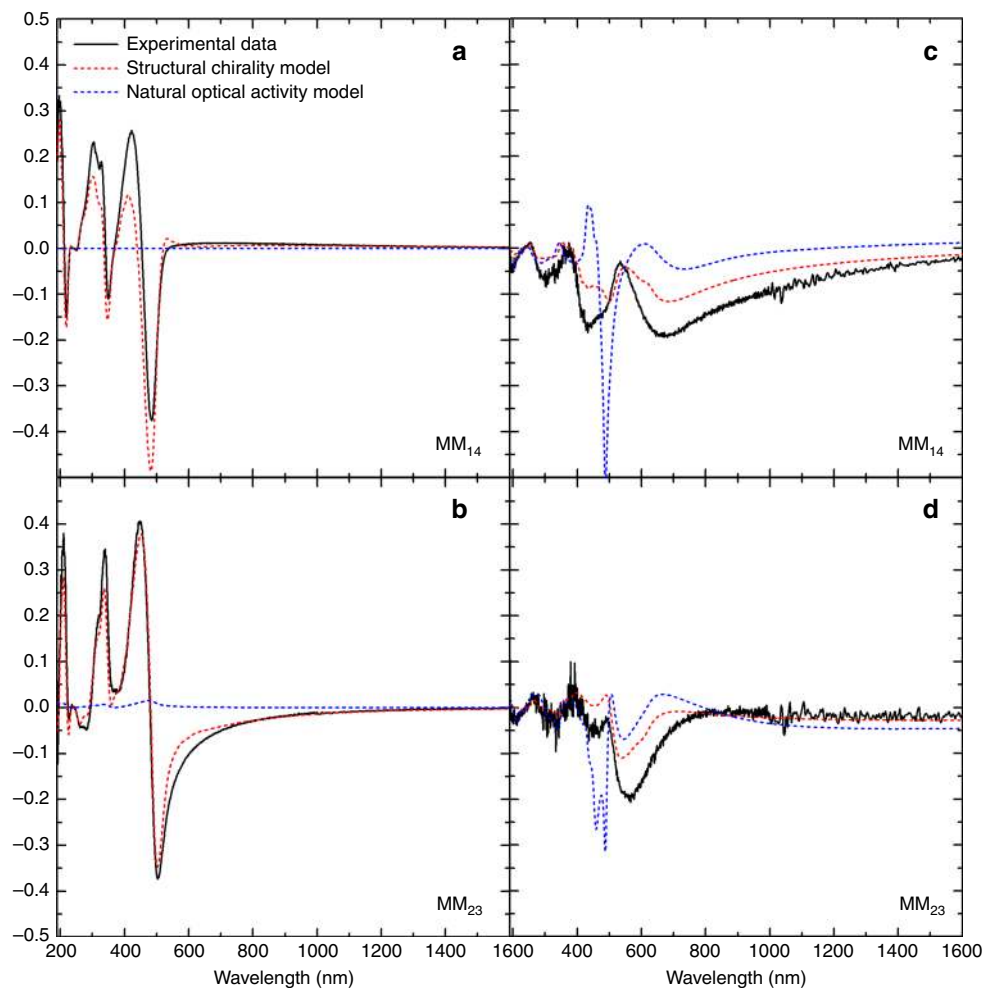 0.5
0.4
0.3
0.2
0.1
0.0
−0.1
−0.2
−0.3
−0.4
Experimental data
Structural chirality model
Natural optical activity model
a
MM14
c
MM14
0.4
0.3
0.2
0.1
0.0
−0.1
−0.2
−0.3
−0.4
−0.5
b
MM23
d
MM23
200 400 600 800 1000 1200 1400 1600
200 400 600 800 1000 1200 1400 1600
Wavelength (nm)
Wavelength (nm)